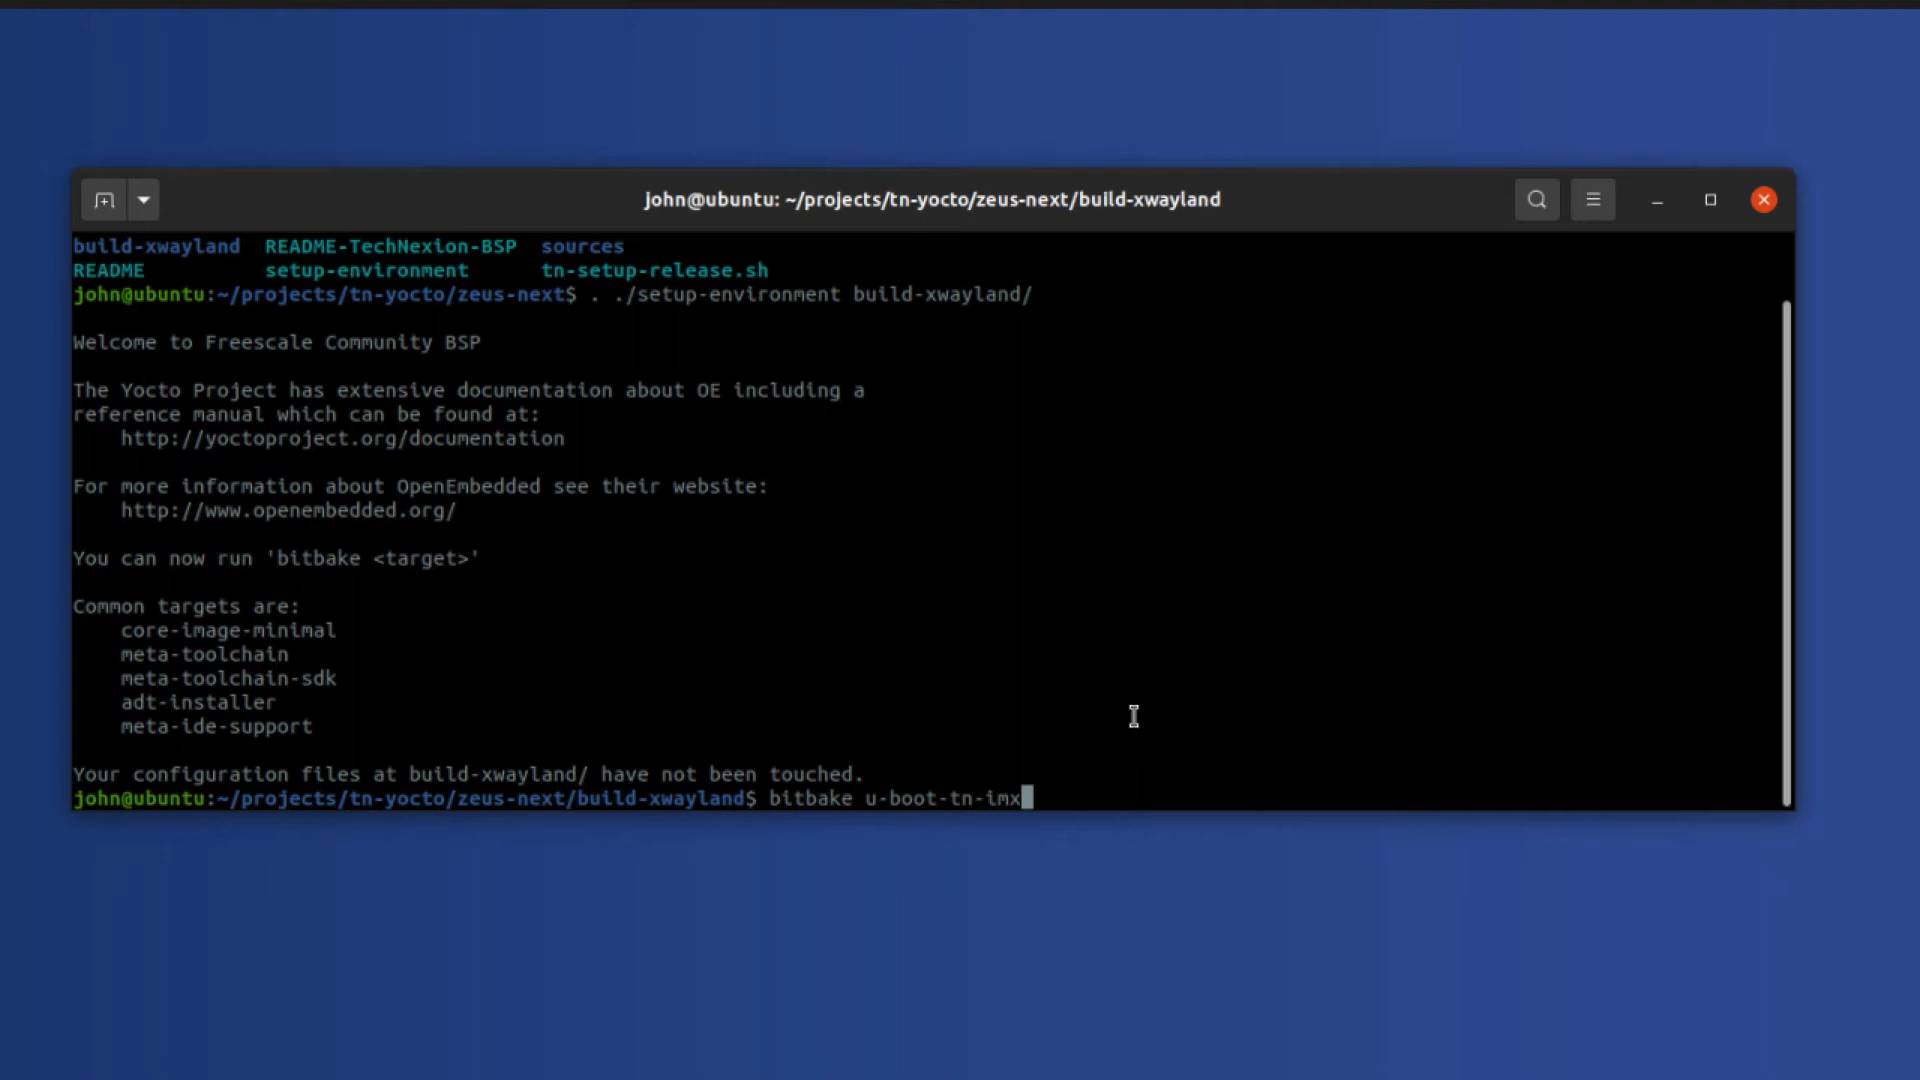 john@ubuntu: ~/projects/tn-yocto/zeus-next/build-xwayland
build-xwayland  README-TechNexion-BSP  sources
README          setup-environment      tn-setup-release.sh
john@ubuntu:~/projects/tn-yocto/zeus-next$ . ./setup-environment build-xwayland/
Welcome to Freescale Community BSP
The Yocto Project has extensive documentation about OE including a
reference manual which can be found at:
    http://yoctoproject.org/documentation
For more information about OpenEmbedded see their website:
    http://www.openembedded.org/
You can now run 'bitbake <target>'
Common targets are:
    core-image-minimal
    meta-toolchain
    meta-toolchain-sdk
    adt-installer
    meta-ide-support
Your configuration files at build-xwayland/ have not been touched.
john@ubuntu:~/projects/tn-yocto/zeus-next/build-xwayland$ bitbake u-boot-tn-imx